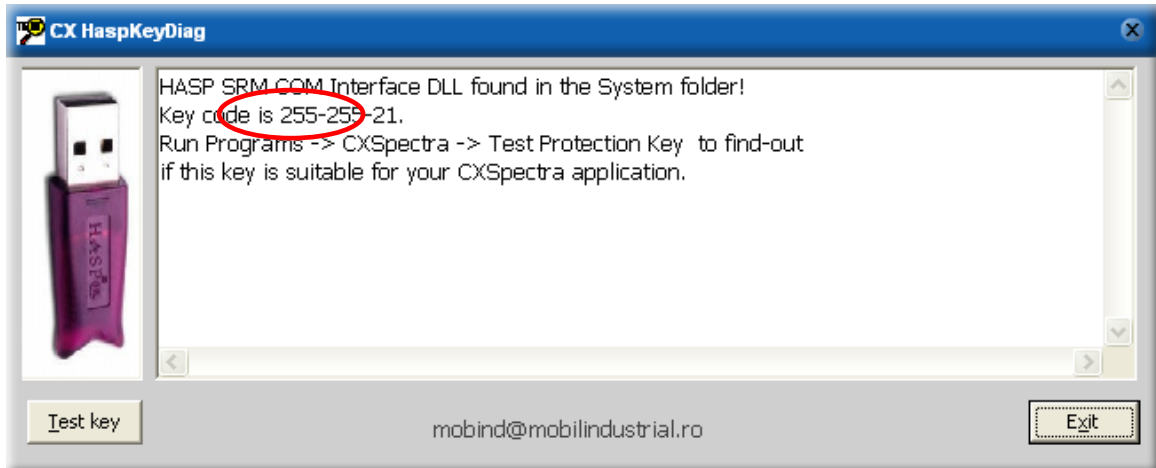 CX HaspKeyDiag
HASP SRM COM Interface DLL found in the System folder!
Key code is 255-255-21.
Run Programs -> CXSpectra -> Test Protection Key  to find-out
if this key is suitable for your CXSpectra application.
HASP
Test key
mobind@mobilindustrial.ro
Exit